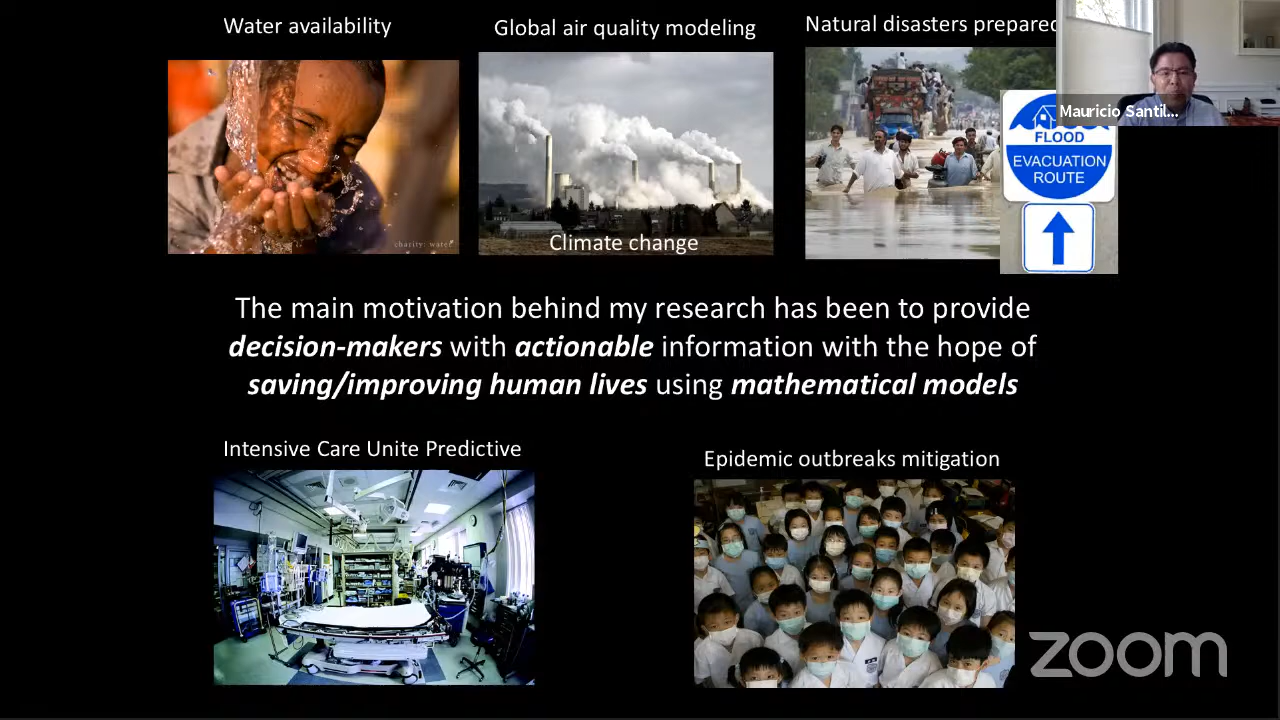 Water availability
Global air quality modeling
Natural disasters prepared
Mauricio Santil...
charity: water
Climate change
FLOOD
EVACUATION
ROUTE
The main motivation behind my research has been to provide
decision-makers with actionable information with the hope of
saving/improving human lives using mathematical models
Intensive Care Unite Predictive
Epidemic outbreaks mitigation
zoom